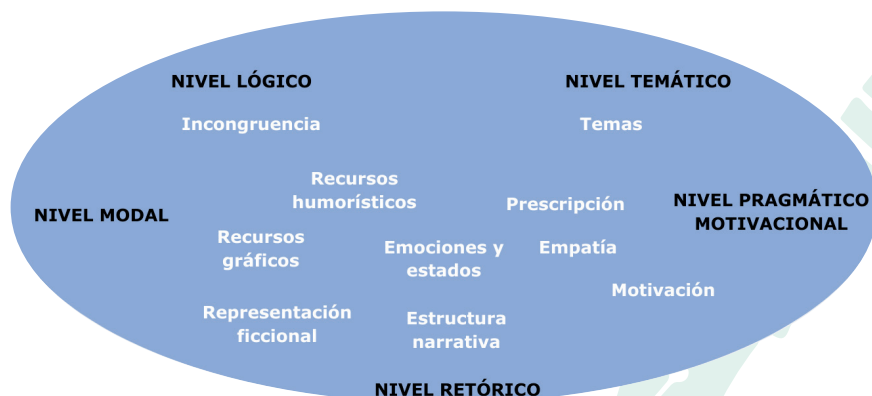 NIVEL LÓGICO
NIVEL TEMÁTICO
Incongruencia
Temas
Recursos
humorísticos
Prescripción
NIVEL PRAGMÁTICO
MOTIVACIONAL
NIVEL MODAL
Recursos
gráficos
Emociones y
estados
Empatía
Motivación
Representación
ficcional
Estructura
narrativa
NIVEL RETÓRICO